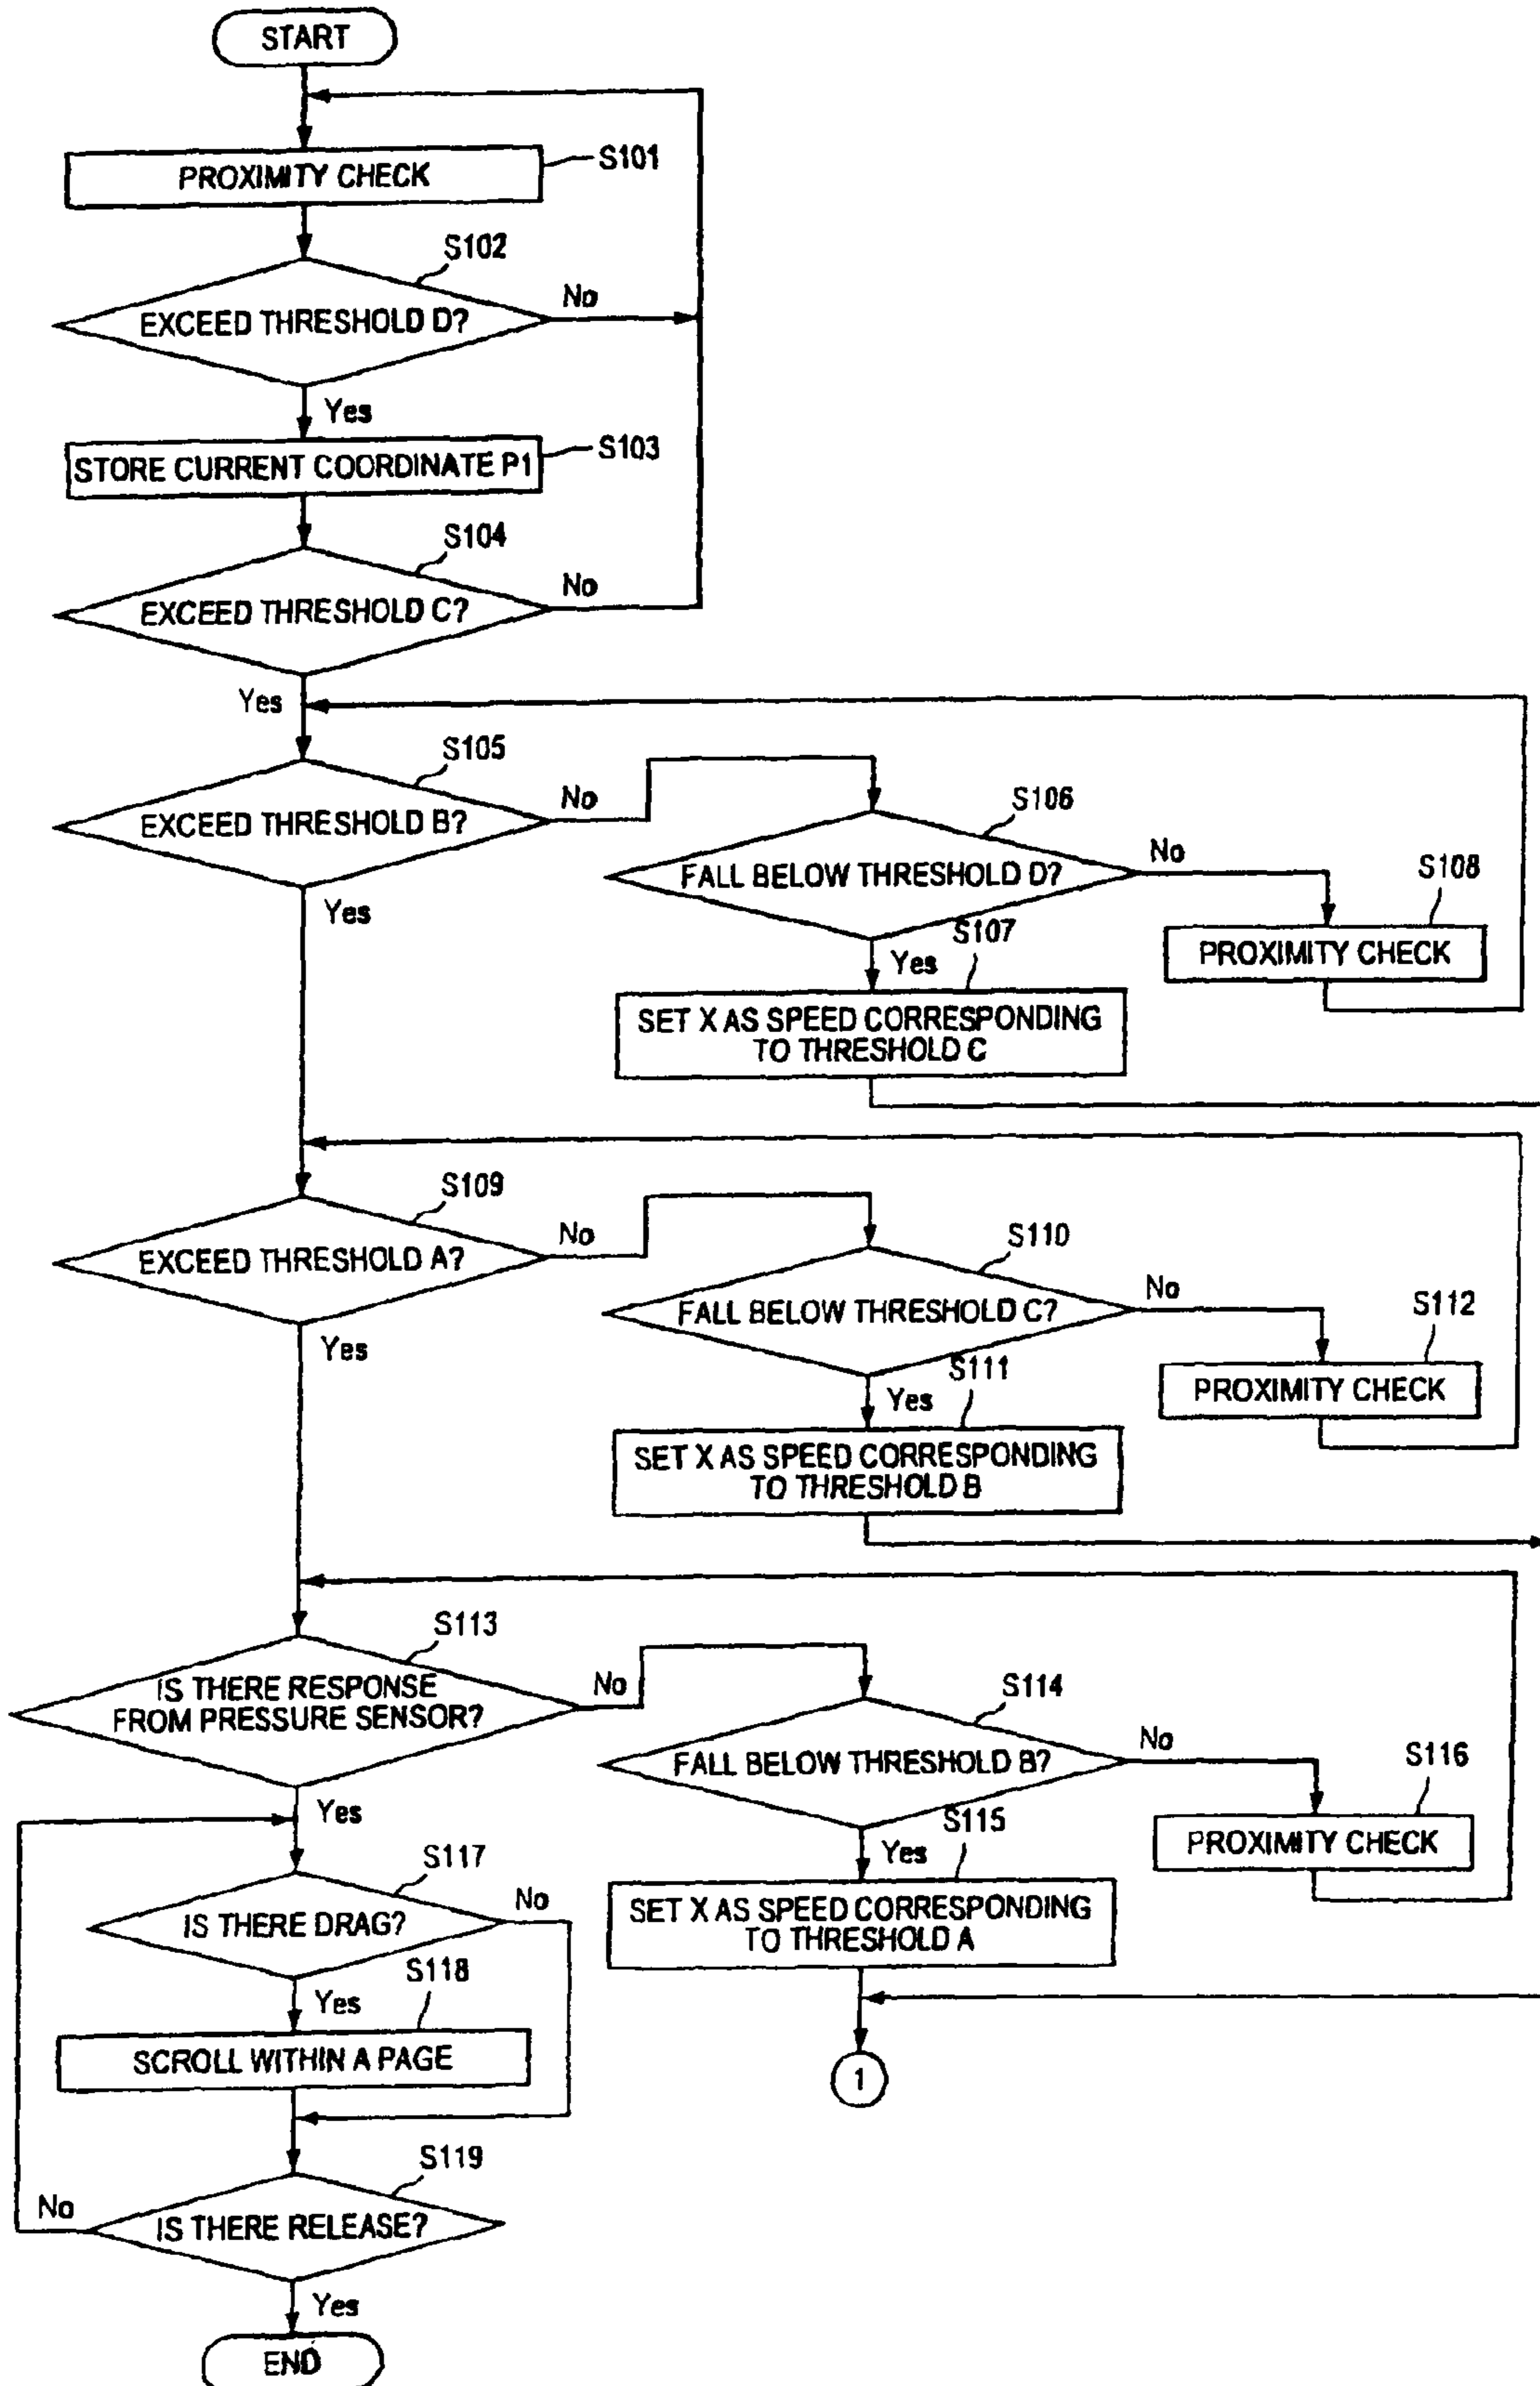 START
PROXIMITY CHECK
S101
S102
EXCEED THRESHOLD D?
No
Yes
STORE CURRENT COORDINATE P1
S103
S104
EXCEED THRESHOLD C?
No
Yes
S105
EXCEED THRESHOLD B?
No
Yes
S106
FALL BELOW THRESHOLD D?
No
S108
PROXIMITY CHECK
S107
Yes
SET X AS SPEED CORRESPONDING
TO THRESHOLD C
S109
EXCEED THRESHOLD A?
No
Yes
S110
FALL BELOW THRESHOLD C?
No
S112
PROXIMITY CHECK
S111
Yes
SET X AS SPEED CORRESPONDING
TO THRESHOLD B
S113
IS THERE RESPONSE
FROM PRESSURE SENSOR?
No
Yes
S114
FALL BELOW THRESHOLD B?
No
S116
PROXIMITY CHECK
S115
Yes
SET X AS SPEED CORRESPONDING
TO THRESHOLD A
1
S117
IS THERE DRAG?
No
S118
Yes
SCROLL WITHIN A PAGE
S119
No
IS THERE RELEASE?
Yes
END